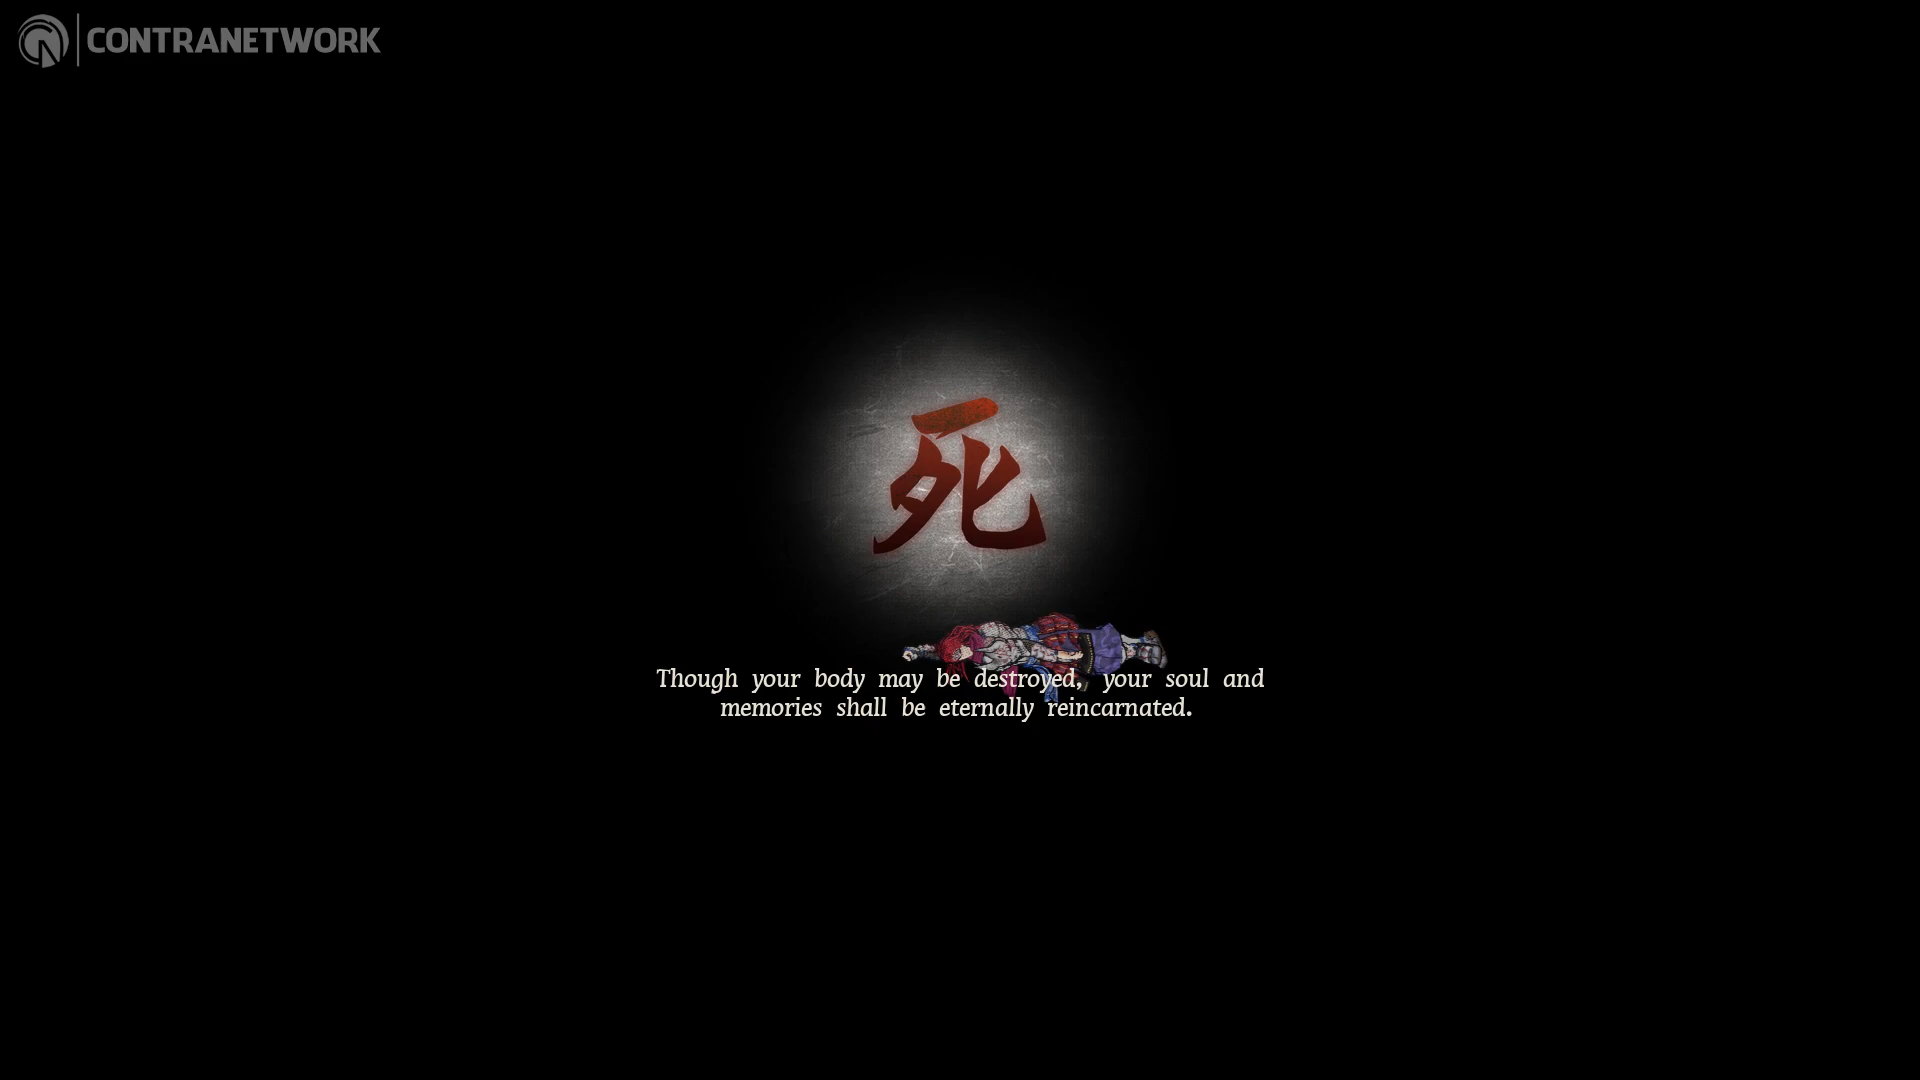 CONTRANETWORK
死
Though your body may be destroyed, your soul and
memories shall be eternally reincarnated.